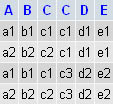 A B C C D E
a1 b1 c1 c1 d1 e1
a2 b2 c2 c1 d1 e1
a1 b1 c1 c3 d2 e2
a2 b2 c2 c3 d2 e2